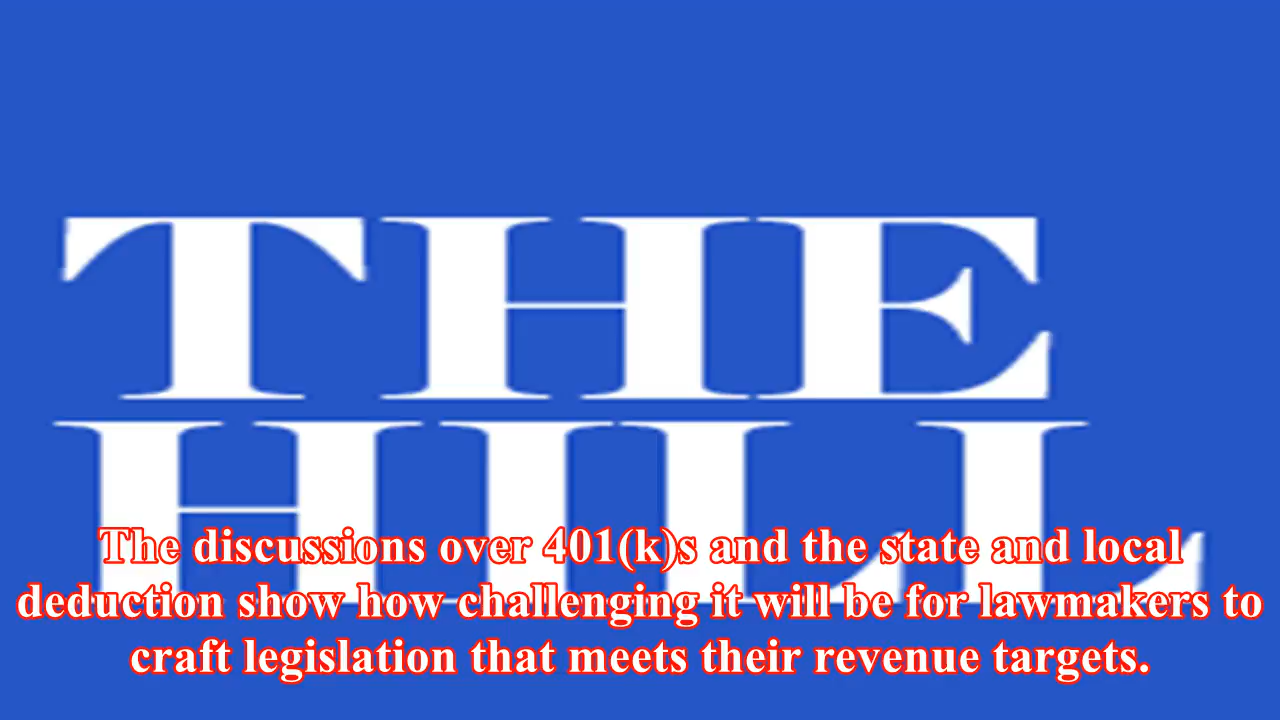 THE
HILL
The discussions over 401(k)s and the state and local
deduction show how challenging it will be for lawmakers to
craft legislation that meets their revenue targets.